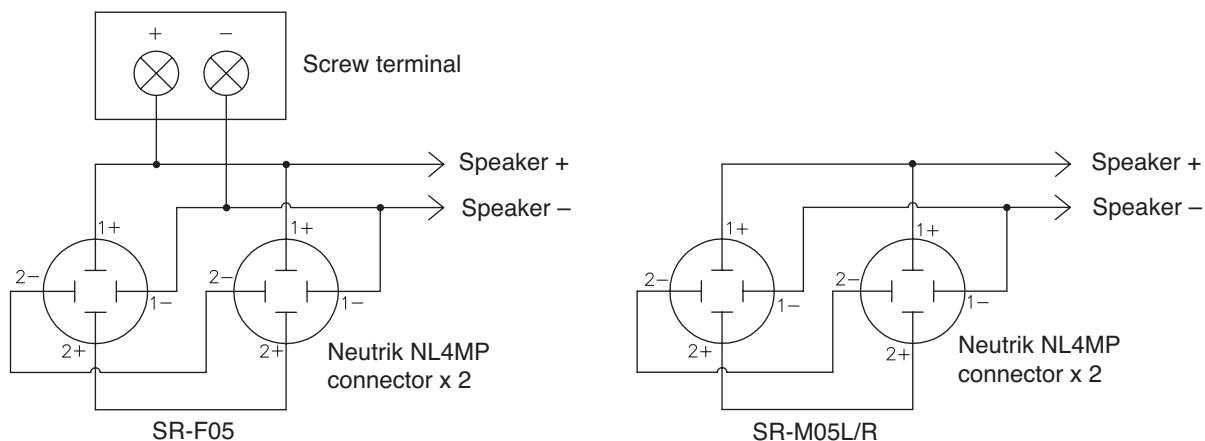 + −
Screw terminal
Speaker +
Speaker –
1+ 1+
2− 2−
1− 1−
2+ 2+
Neutrik NL4MP
connector x 2
SR-F05
Speaker +
Speaker –
1+ 1+
2− 2−
1− 1−
2+ 2+
Neutrik NL4MP
connector x 2
SR-M05L/R